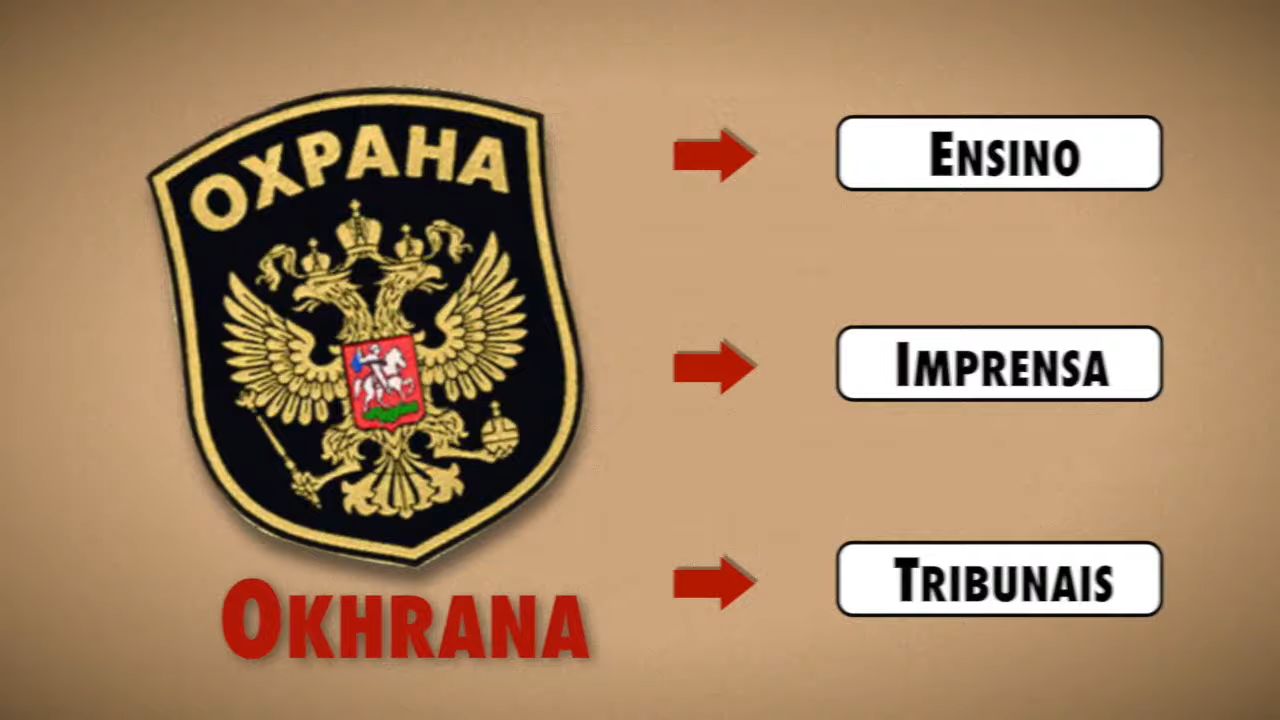 ОХРАНА
OKHRANA
ENSINO
IMPRENSA
TRIBUNAIS